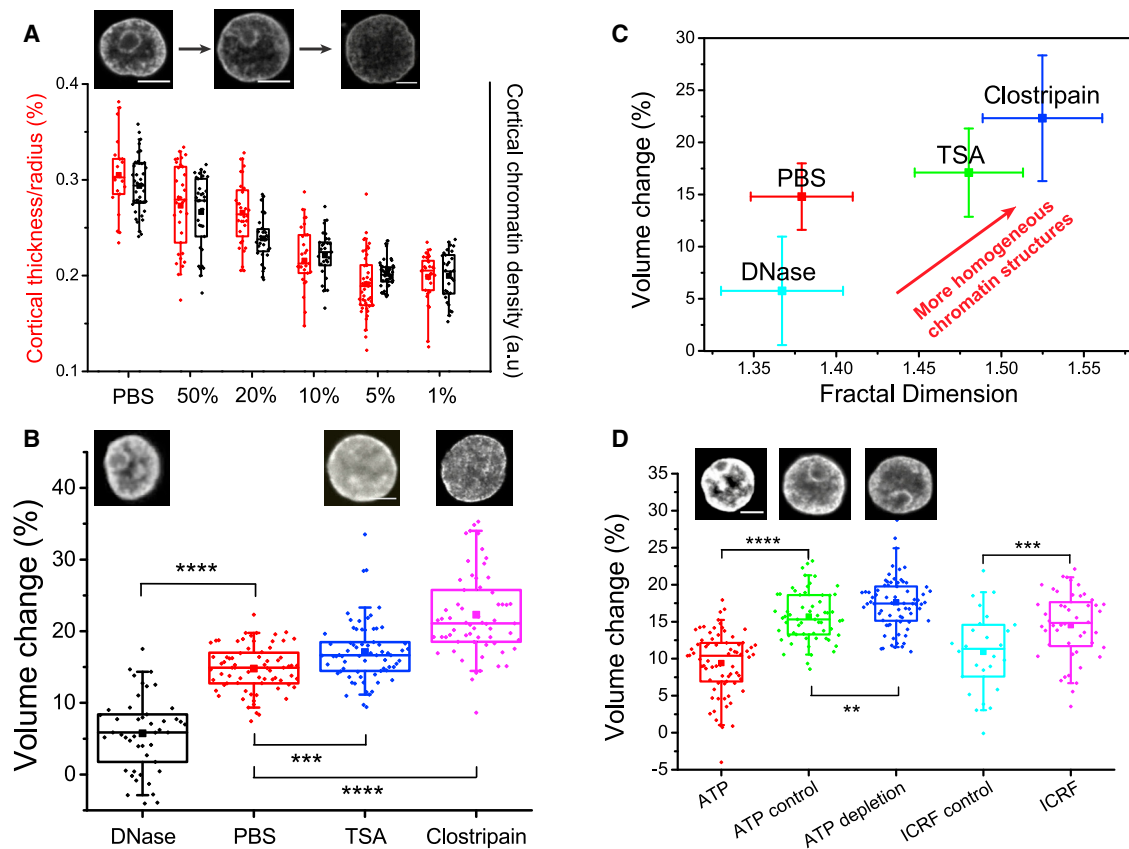 A
Cortical thickness/radius (%)
0.4
0.3
0.2
0.1
PBS 50% 20% 10% 5% 1%
Cortical chromatin density (a.u)
C
Volume change (%)
30
25
20
15
10
5
0
Clostripain
TSA
PBS
DNase
More homogeneous
chromatin structures
1.35 1.40 1.45 1.50 1.55
Fractal Dimension
B
Volume change (%)
40
30
20
10
0
****
***
****
DNase PBS TSA Clostripain
D
Volume change (%)
35
30
25
20
15
10
5
0
-5
****
***
**
ATP ATP control ATP depletion ICRF control ICRF